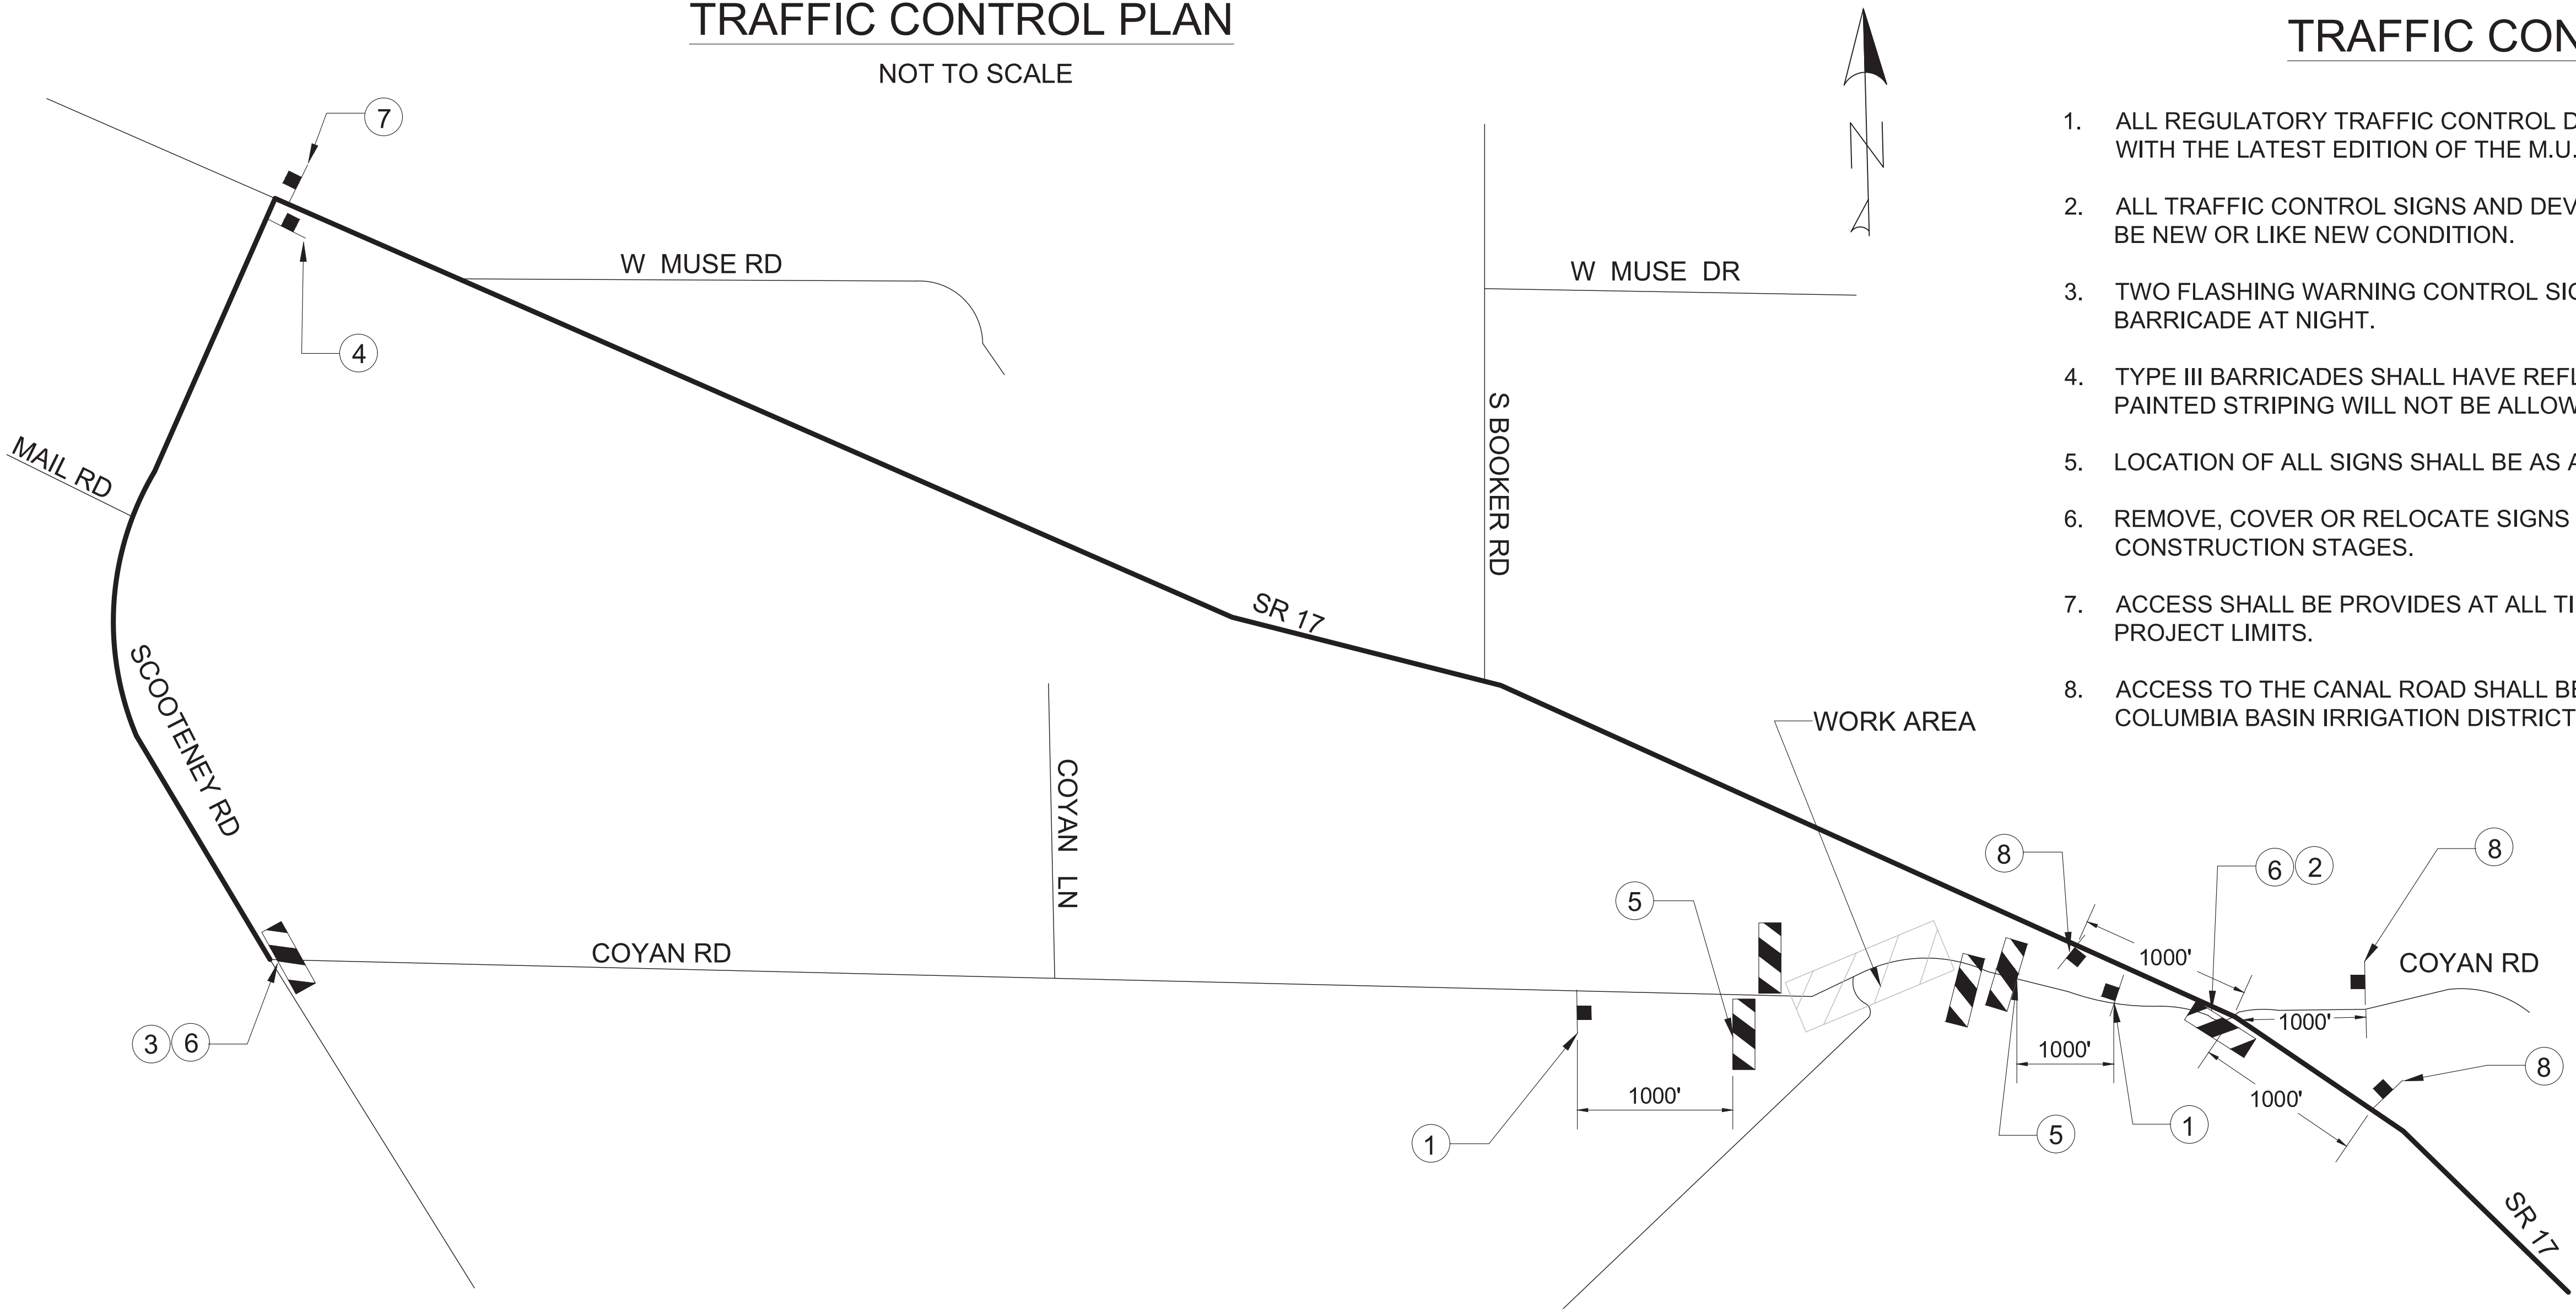 TRAFFIC CONTROL PLAN
NOT TO SCALE
7
4
W MUSE RD
W MUSE DR
S BOOKER RD
N
MAIL RD
SCOOTENEY RD
SR 17
COYAN LN
COYAN RD
3 6
WORK AREA
5
1
1000'
8
1000'
6 2
8
COYAN RD
1000'
1000'
5
1
1000'
8
SR 17
TRAFFIC CON
1. ALL REGULATORY TRAFFIC CONTROL D
WITH THE LATEST EDITION OF THE M.U.
2. ALL TRAFFIC CONTROL SIGNS AND DEV
BE NEW OR LIKE NEW CONDITION.
3. TWO FLASHING WARNING CONTROL SIG
BARRICADE AT NIGHT.
4. TYPE III BARRICADES SHALL HAVE REFL
PAINTED STRIPING WILL NOT BE ALLOW
5. LOCATION OF ALL SIGNS SHALL BE AS A
6. REMOVE, COVER OR RELOCATE SIGNS
CONSTRUCTION STAGES.
7. ACCESS SHALL BE PROVIDES AT ALL TI
PROJECT LIMITS.
8. ACCESS TO THE CANAL ROAD SHALL BE
COLUMBIA BASIN IRRIGATION DISTRICT